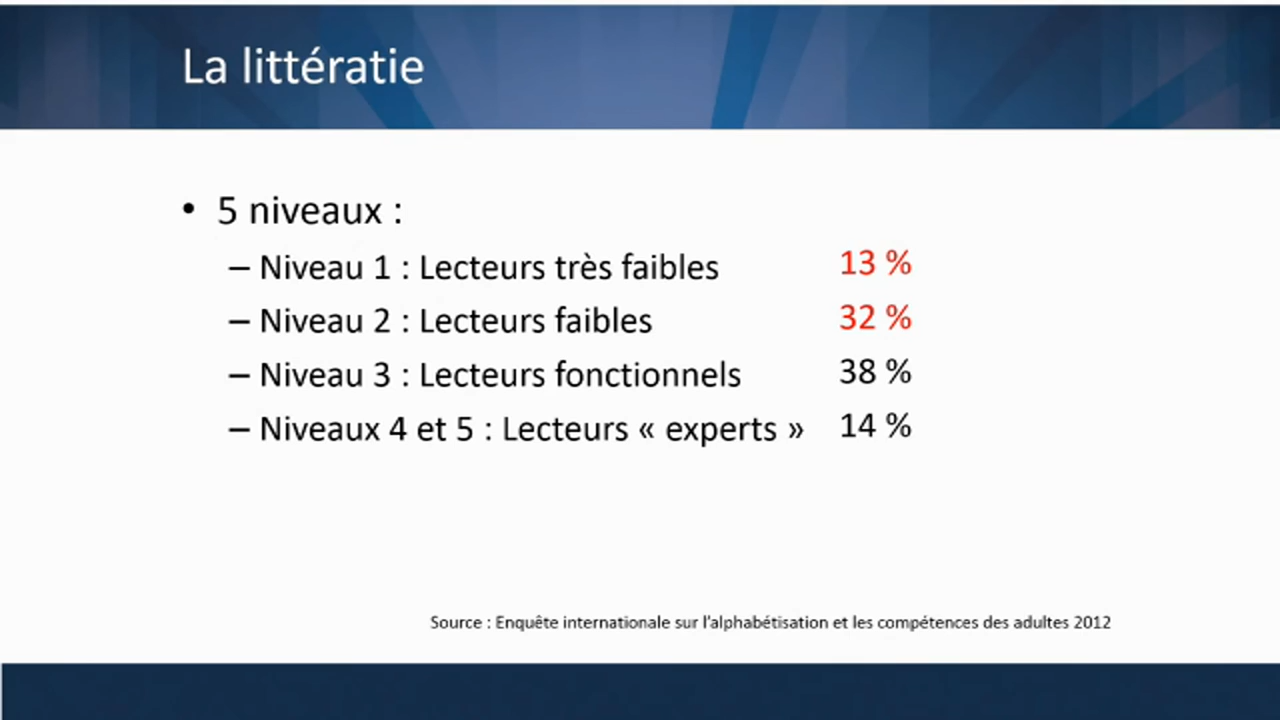 La littératie
• 5 niveaux :
– Niveau 1 : Lecteurs très faibles 13 %
– Niveau 2 : Lecteurs faibles 32 %
– Niveau 3 : Lecteurs fonctionnels 38 %
– Niveaux 4 et 5 : Lecteurs « experts » 14 %
Source : Enquête internationale sur l’alphabétisation et les compétences des adultes 2012